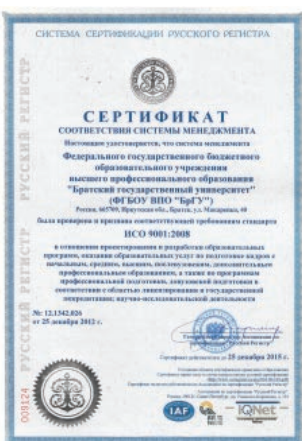 СИСТЕМА СЕРТИФИКАЦИИ РУССКОГО РЕГИСТРА
РУССКИЙ РЕГИСТР
РУССКИЙ РЕГИСТР
СЕРТИФИКАТ
СООТВЕТСТВИЯ СИСТЕМЫ МЕНЕДЖМЕНТА
Настоящим удостоверяется, что система менеджмента
Федерального государственного бюджетного
образовательного учреждения
высшего профессионального образования
"Братский государственный университет"
(ФГБОУ ВПО "БрГУ")
Россия, 665709, Иркутская обл., Братск, ул. Макаренко, 40
была проверена и признана соответствующей требованиям стандарта
ИСО 9001:2008
в отношении проектирования и разработки образовательных
программ, оказания образовательных услуг по подготовке кадров с
начальным, средним, высшим, послевузовским, дополнительным
профессиональным образованием, а также по программам
профессиональной подготовки, довузовской подготовки в
соответствии с областью лицензирования и государственной
аккредитации; научно-исследовательской деятельности
№: 12.1342.026
от 25 декабря 2012 г.
Сертификат действителен до 25 декабря 2015 г.
009124
IAF
IQNet